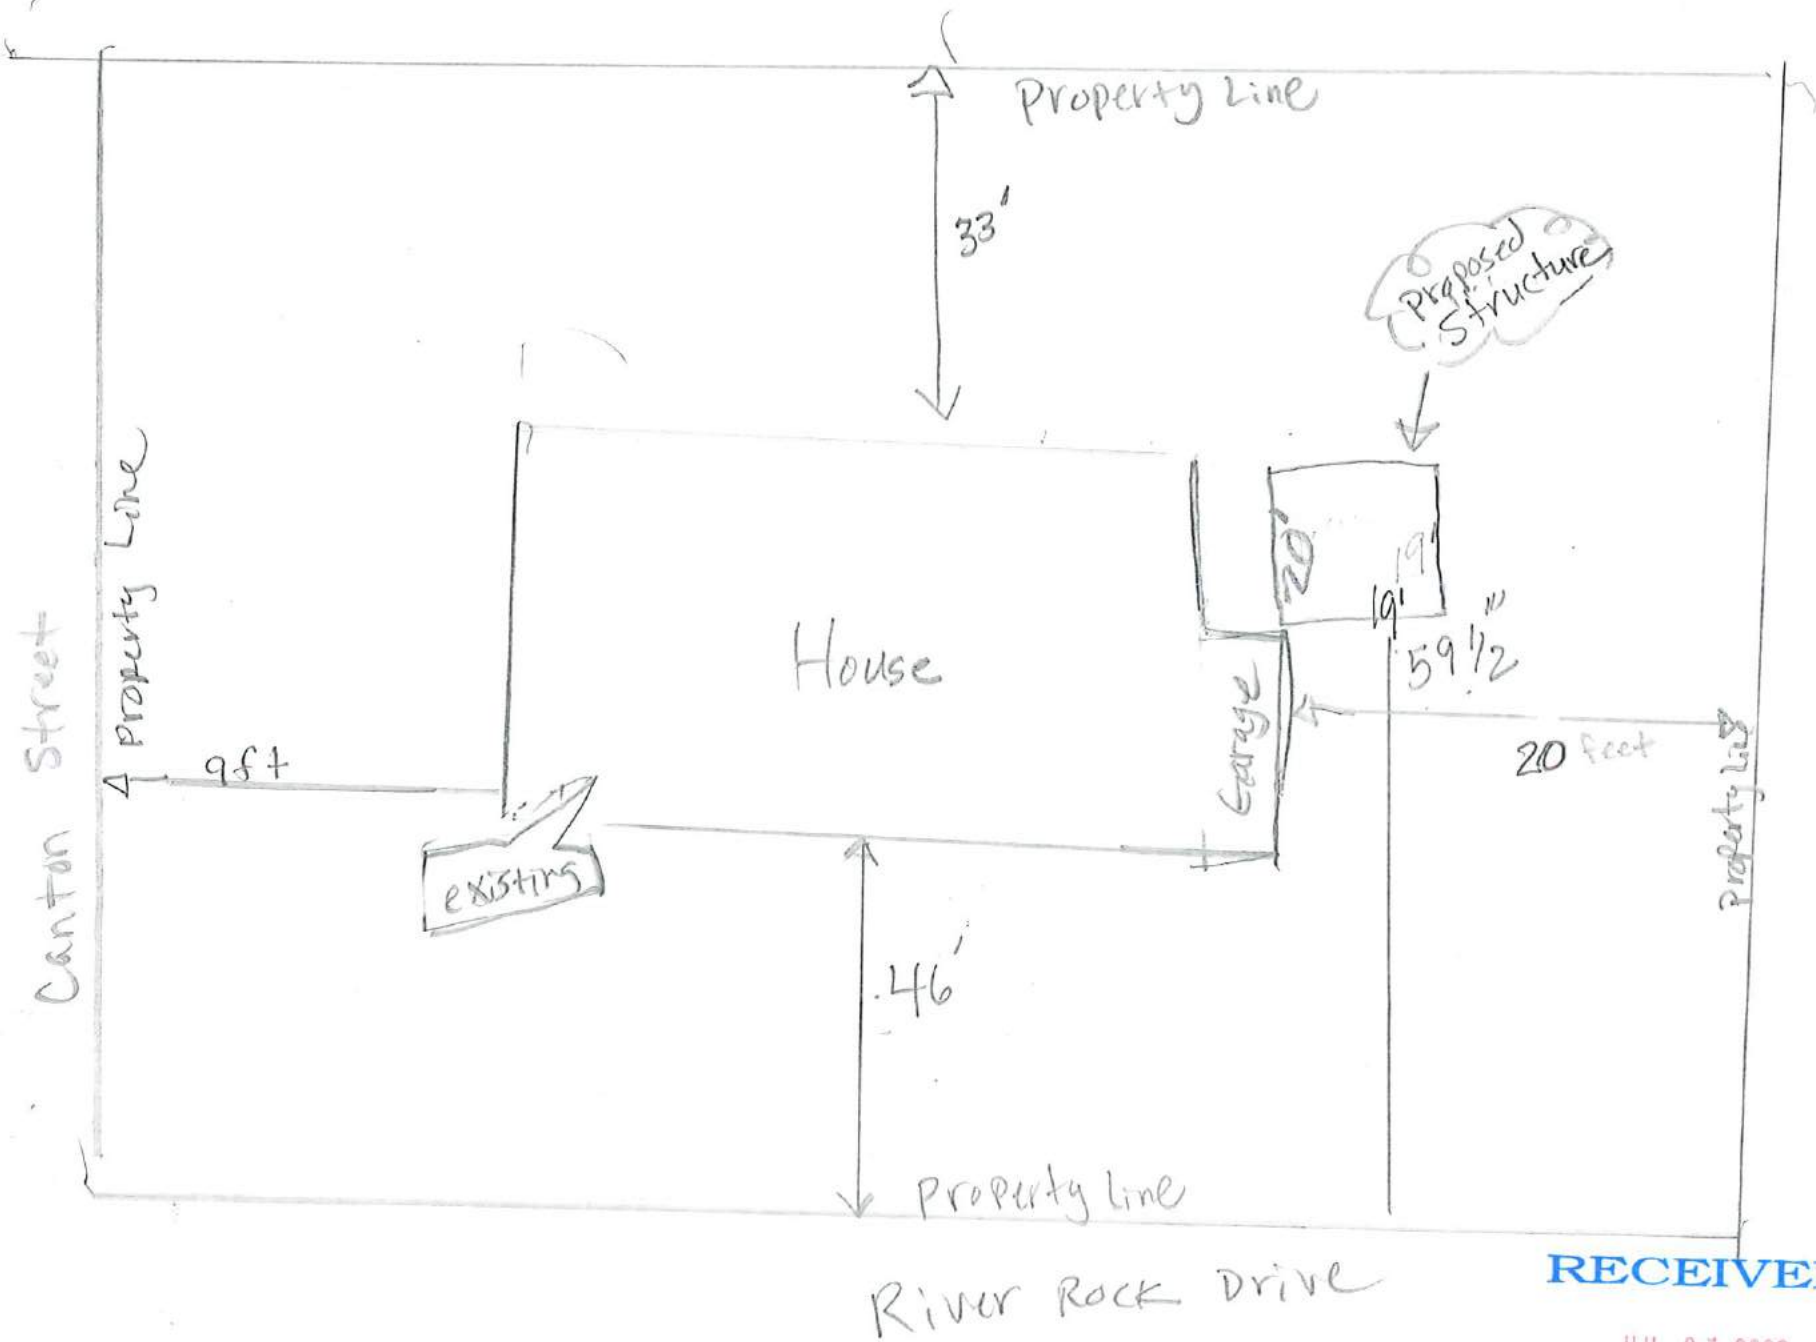 Property Line
33'
Proposed
Structure
Property Line
Canton Street
20'
19'
19'
59 1/2"
House
Garage
20 feet
Property Line
9ft
existing
46'
Property line
River Rock Drive